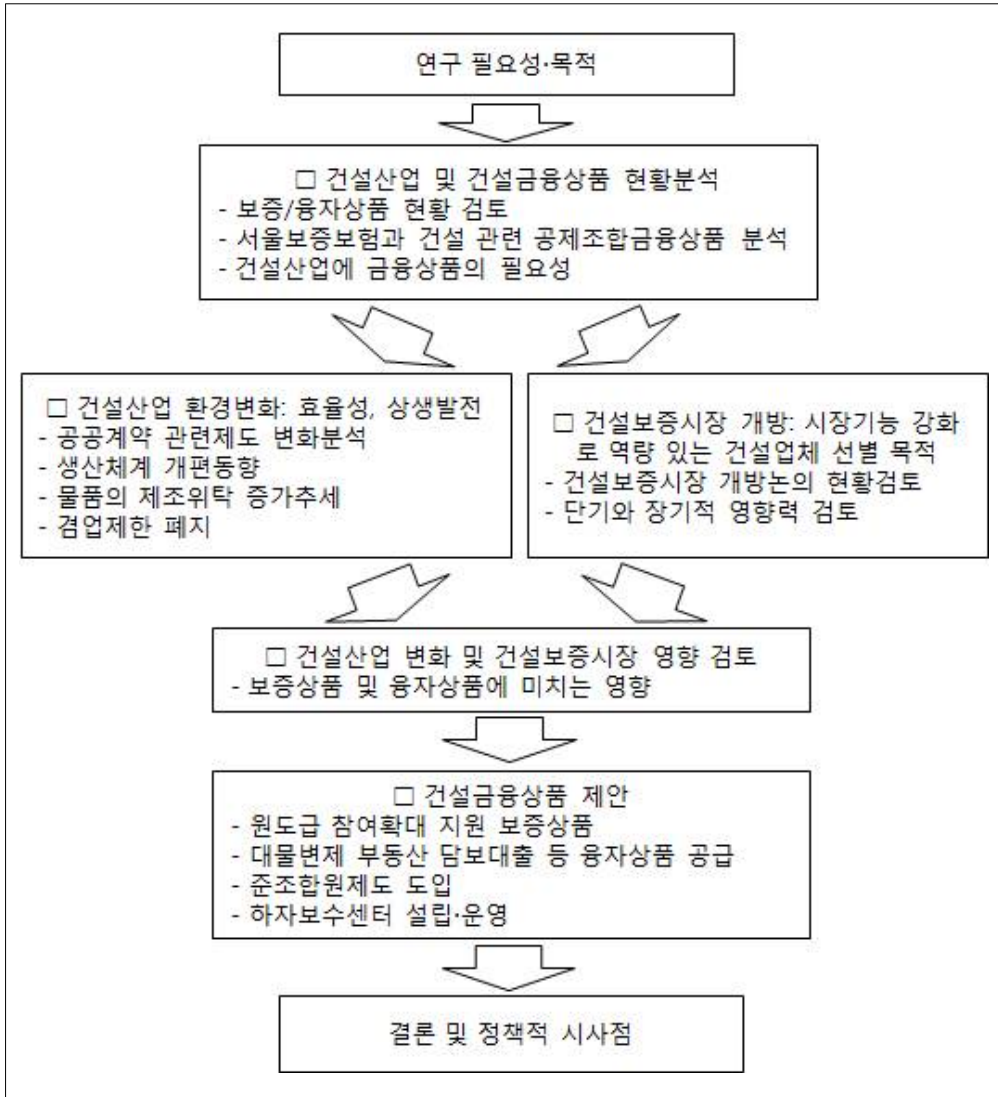 연구 필요성·목적
□ 건설산업 및 건설금융상품 현황분석
- 보증/융자상품 현황 검토
- 서울보증보험과 건설 관련 공제조합금융상품 분석
- 건설산업에 금융상품의 필요성
□ 건설산업 환경변화: 효율성, 상생발전
- 공공계약 관련제도 변화분석
- 생산체계 개편동향
- 물품의 제조위탁 증가추세
- 겸업제한 폐지
□ 건설보증시장 개방: 시장기능 강화
로 역량 있는 건설업체 선별 목적
- 건설보증시장 개방논의 현황검토
- 단기와 장기적 영향력 검토
□ 건설산업 변화 및 건설보증시장 영향 검토
- 보증상품 및 융자상품에 미치는 영향
□ 건설금융상품 제안
- 원도급 참여확대 지원 보증상품
- 대물변제 부동산 담보대출 등 융자상품 공급
- 준조합원제도 도입
- 하자보수센터 설립·운영
결론 및 정책적 시사점